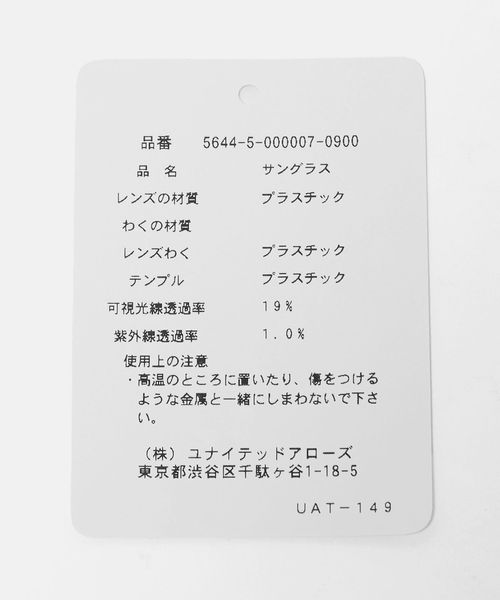 品番 5644-5-000007-0900
品 名 サングラス
レンズの材質 プラスチック
わくの材質
レンズわく プラスチック
テンプル プラスチック
可視光線透過率 19%
紫外線透過率 1.0%
使用上の注意
・高温のところに置いたり、傷をつける
ような金属と一緒にしまわないで下さ
い。
（株）ユナイテッドアローズ
東京都渋谷区千駄ヶ谷1-18-5
UAT-149